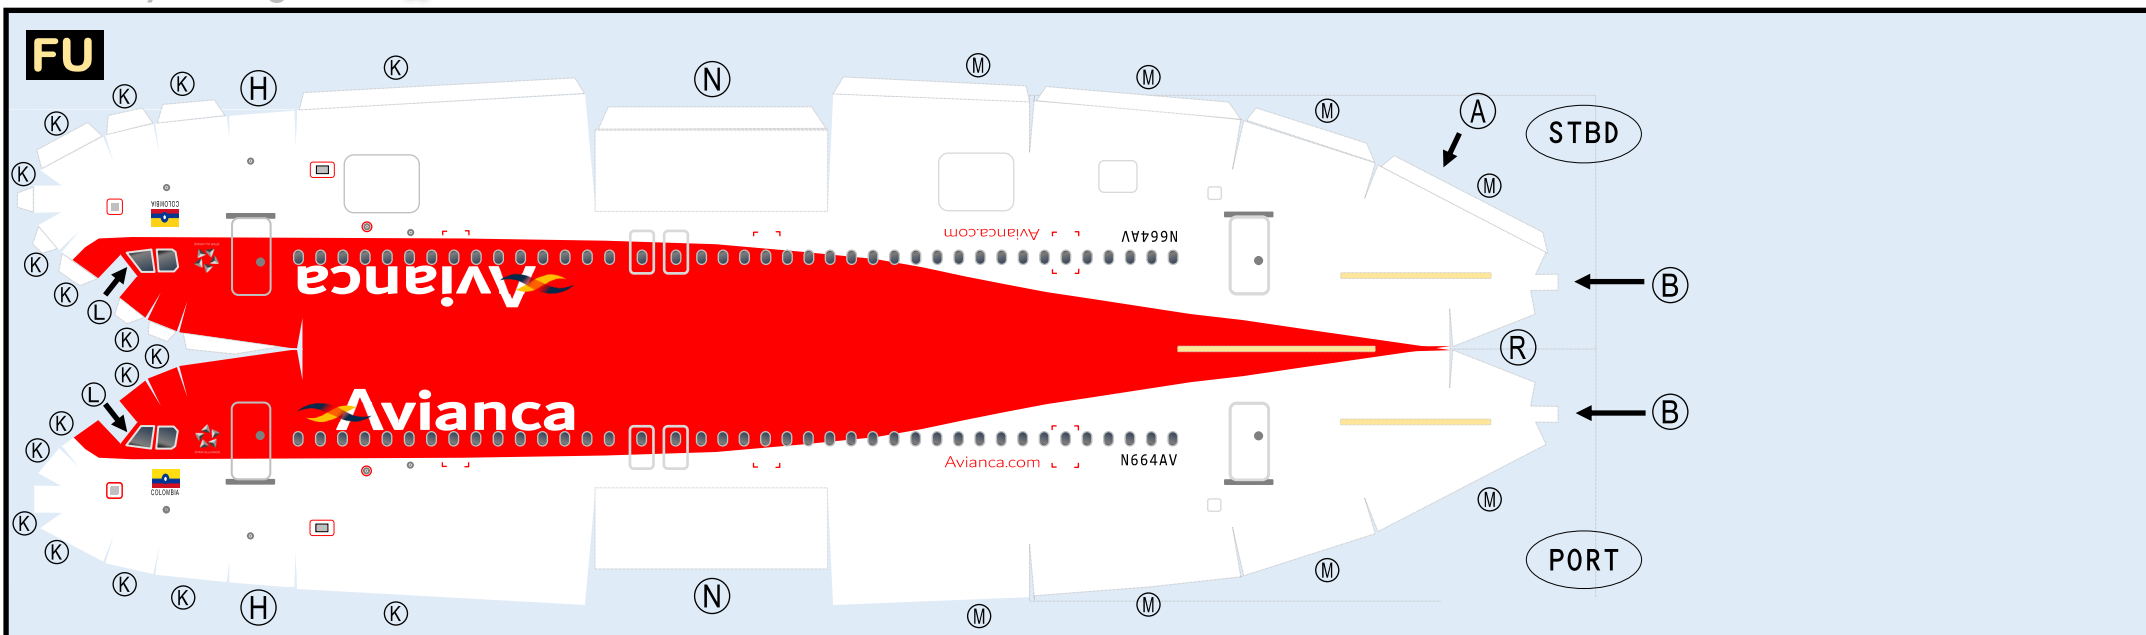 FU
K
H
N
M
M
K
K
K
M
A
STBD
K
M
K
COLOMBIA
N664AV
Avianca.com
K
Avianca
B
K
L
K
K
R
K
L
Avianca
B
K
K
Avianca.com
N664AV
COLOMBIA
M
K
K
PORT
M
K
K
H
N
M
K
M